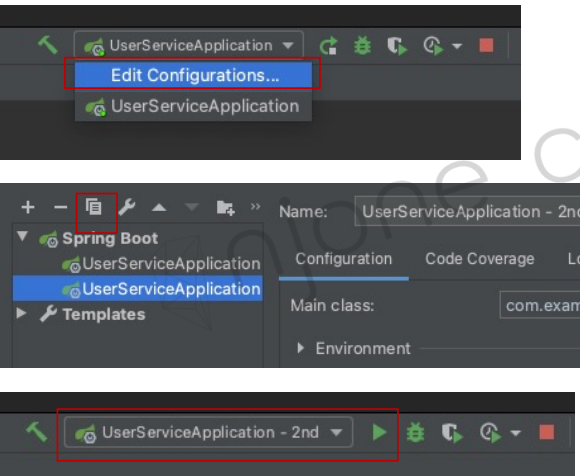 UserServiceApplication
Edit Configurations...
UserServiceApplication
Name: UserServiceApplication - 2nd
Spring Boot
UserServiceApplication
Configuration Code Coverage
UserServiceApplication
Main class: com.exam
Templates
Environment
njone
UserServiceApplication - 2nd